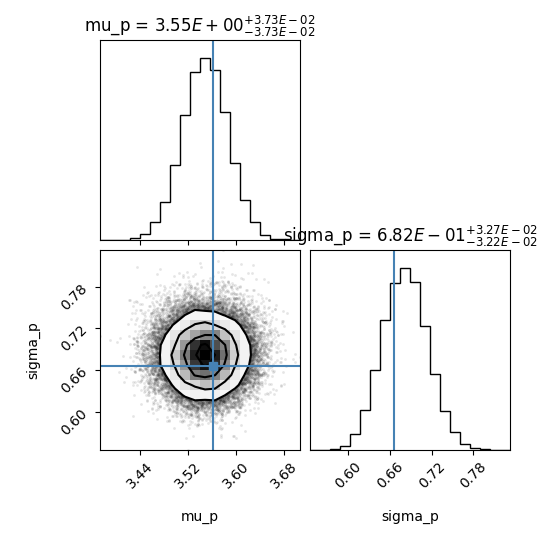 mu_p = 3.55E + 00+3.73E − 02 −3.73E − 02
sigma_p = 6.82E − 01+3.27E − 02 −3.22E − 02
sigma_p
0.78
0.72
0.66
0.60
3.44 3.52 3.60 3.68
0.60 0.66 0.72 0.78
mu_p
sigma_p